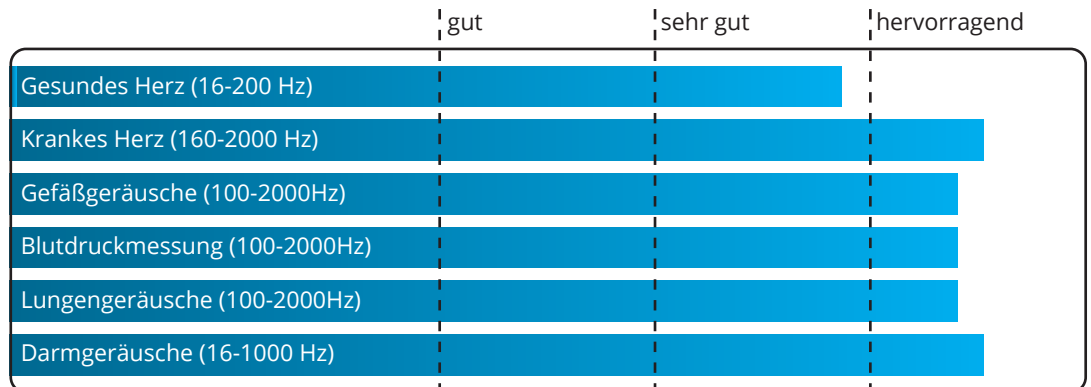 gut sehr gut hervorragend
Gesundes Herz (16-200 Hz)
Krankes Herz (160-2000 Hz)
Gefäßgeräusche (100-2000Hz)
Blutdruckmessung (100-2000Hz)
Lungengeräusche (100-2000Hz)
Darmgeräusche (16-1000 Hz)